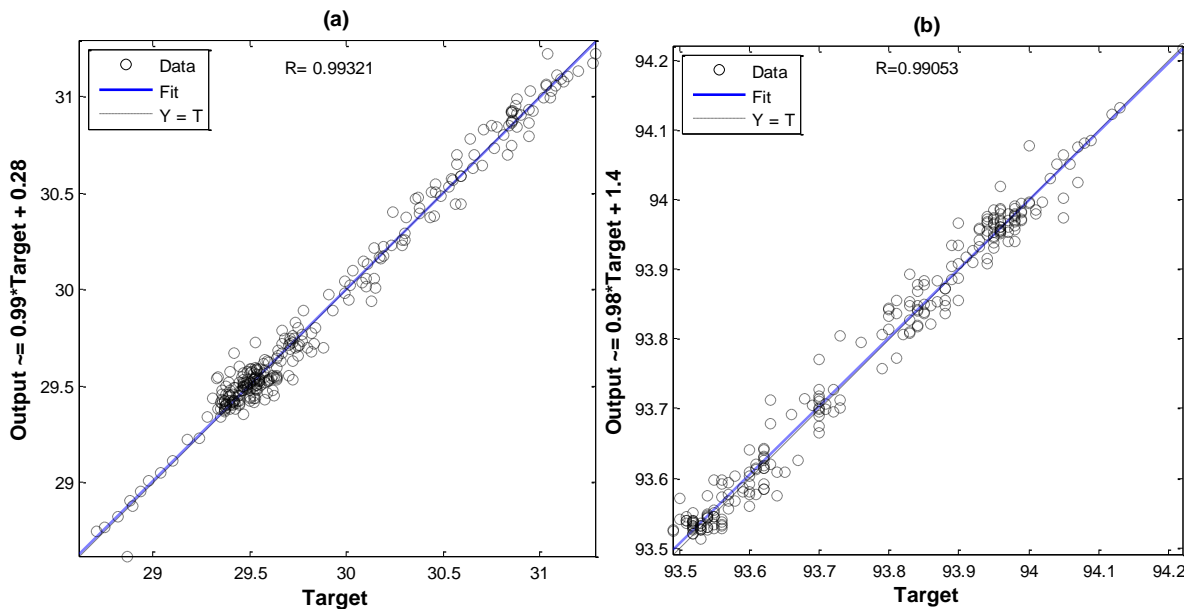 (a)
R= 0.99321
Data
Fit
Y = T
31
30.5
30
29.5
29
29
29.5
30
30.5
31
Target
Output ~= 0.99*Target + 0.28
(b)
R=0.99053
Data
Fit
Y = T
94.2
94.1
94
93.9
93.8
93.7
93.6
93.5
93.5
93.6
93.7
93.8
93.9
94
94.1
94.2
Target
Output ~= 0.98*Target + 1.4